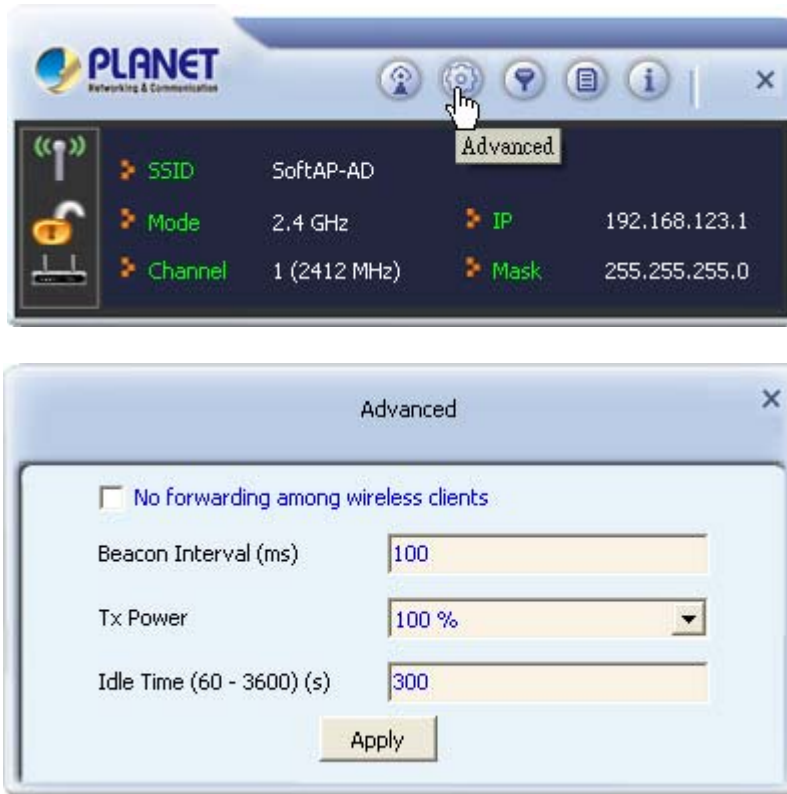 PLANET
Networking & Communication
Advanced
SSID SoftAP-AD
Mode 2.4 GHz IP 192.168.123.1
Channel 1 (2412 MHz) Mask 255.255.255.0
Advanced
No forwarding among wireless clients
Beacon Interval (ms) 100
Tx Power 100 %
Idle Time (60 - 3600) (s) 300
Apply